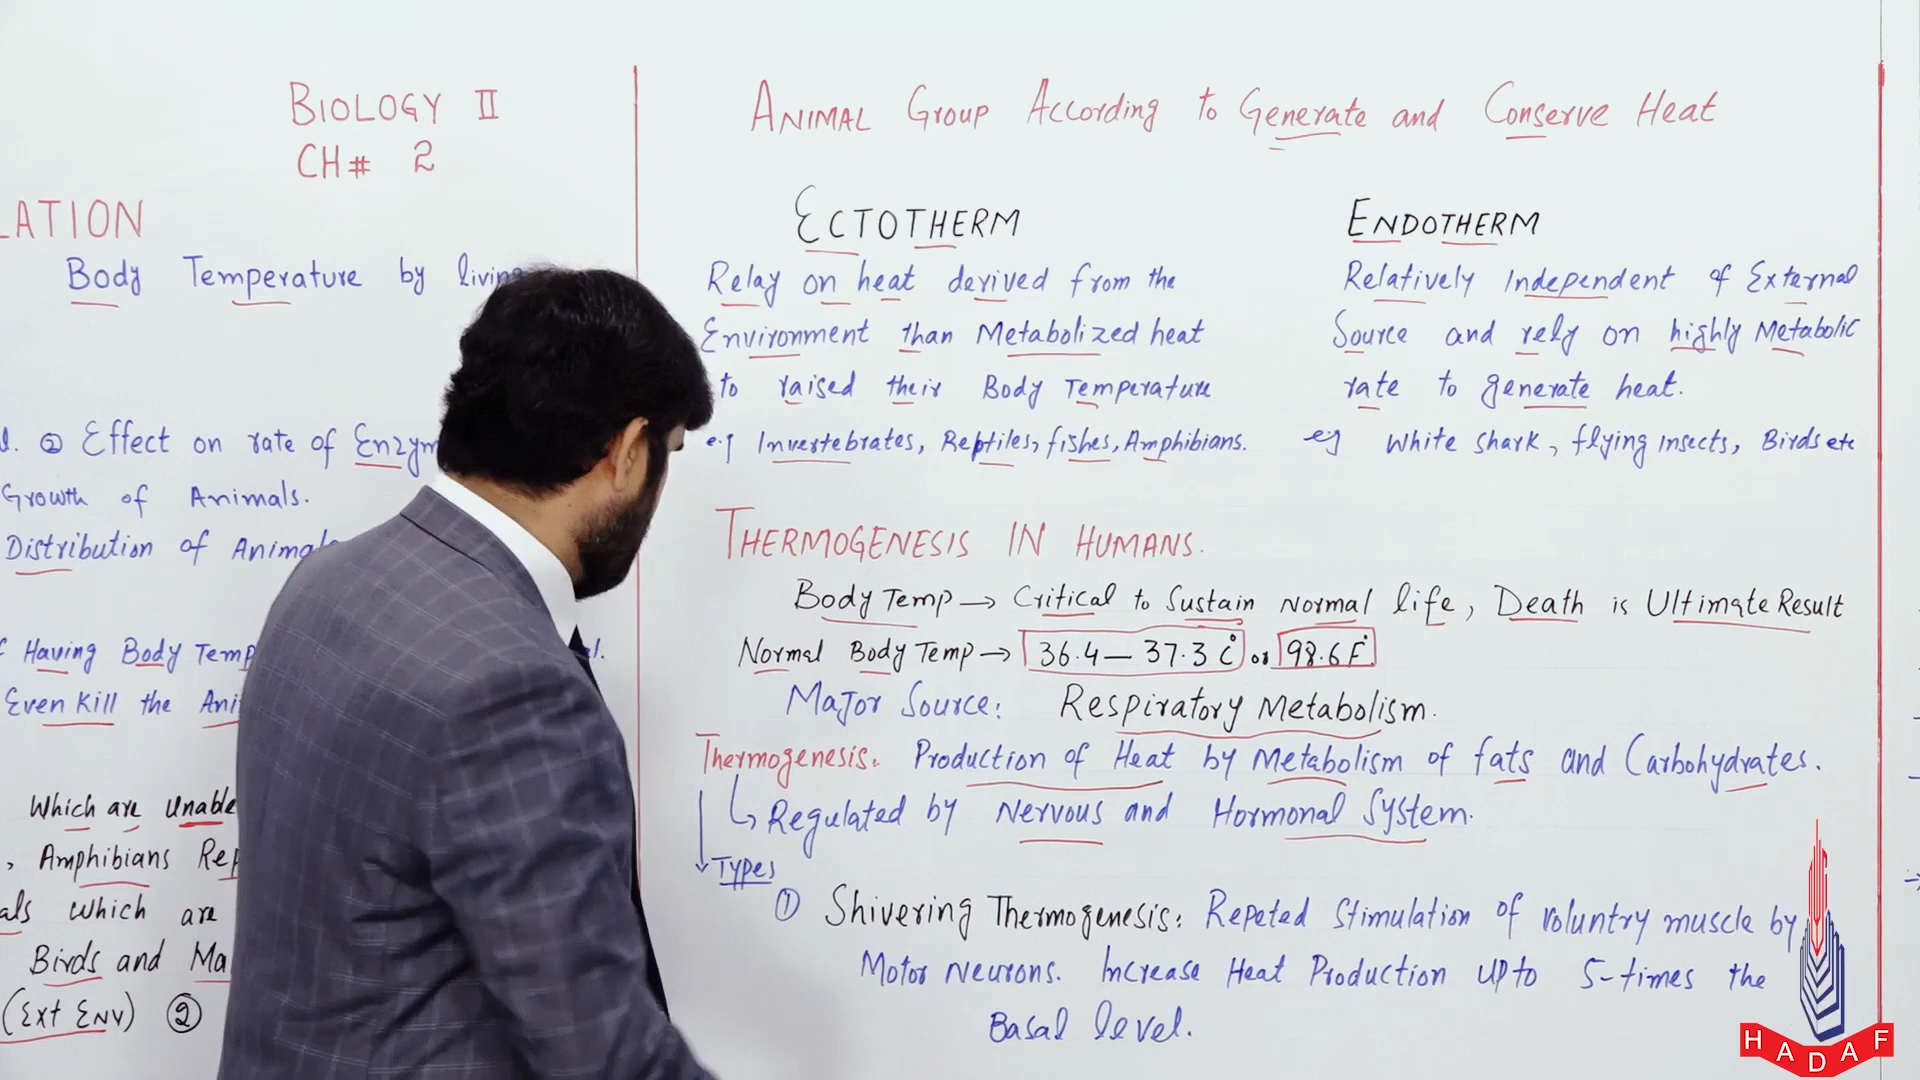 BIOLOGY II
CH# 2
LATION
Body Temperature by living
② Effect on rate of Enzym
Growth of Animals.
Distribution of Animals
Having Body Temp
Even Kill the Ani
Which are unable
, Amphibians Rep
als which are
Birds and Ma
(Ext Env) ②
ANIMAL Group According to Generate and Conserve Heat
ECTOTHERM
Relay on heat derived from the
Environment than Metabolized heat
to raised their Body Temperature
e.g Invertebrates, Reptiles, fishes, Amphibians.
ENDOTHERM
Relatively Independent of External
Source and rely on highly Metabolic
rate to generate heat.
eg White shark, flying insects, Birds etc
THERMOGENESIS IN HUMANS.
Body Temp → Critical to Sustain Normal life, Death is Ultimate Result
Normal Body Temp → 36.4 — 37.3 C° or 98.6 F°
Major Source: Respiratory Metabolism.
Thermogenesis: Production of Heat by Metabolism of fats and Carbohydrates.
Regulated by Nervous and Hormonal System.
Types
① Shivering Thermogenesis: Repeted Stimulation of voluntry muscle by
Motor Neurons. Increase Heat Production up to 5-times the
Basal level.
HADAF